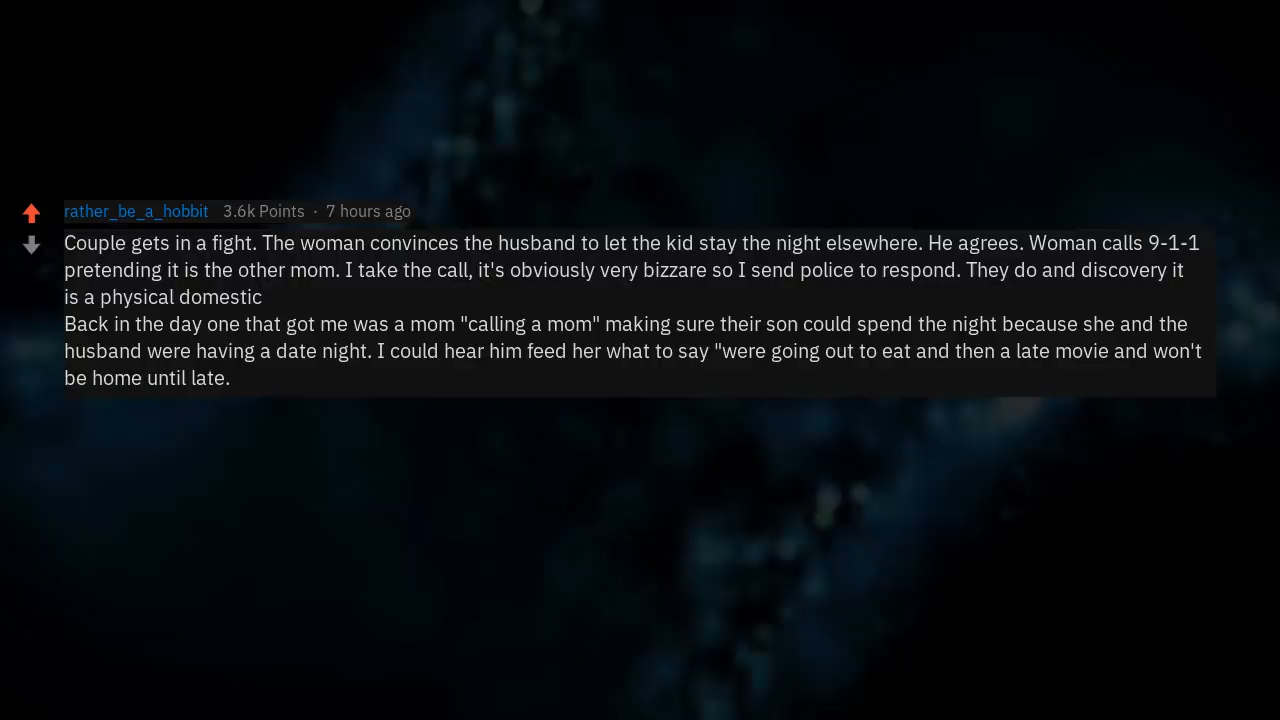 rather_be_a_hobbit 3.6k Points · 7 hours ago
Couple gets in a fight. The woman convinces the husband to let the kid stay the night elsewhere. He agrees. Woman calls 9-1-1
pretending it is the other mom. I take the call, it's obviously very bizzare so I send police to respond. They do and discovery it
is a physical domestic
Back in the day one that got me was a mom "calling a mom" making sure their son could spend the night because she and the
husband were having a date night. I could hear him feed her what to say "were going out to eat and then a late movie and won't
be home until late.